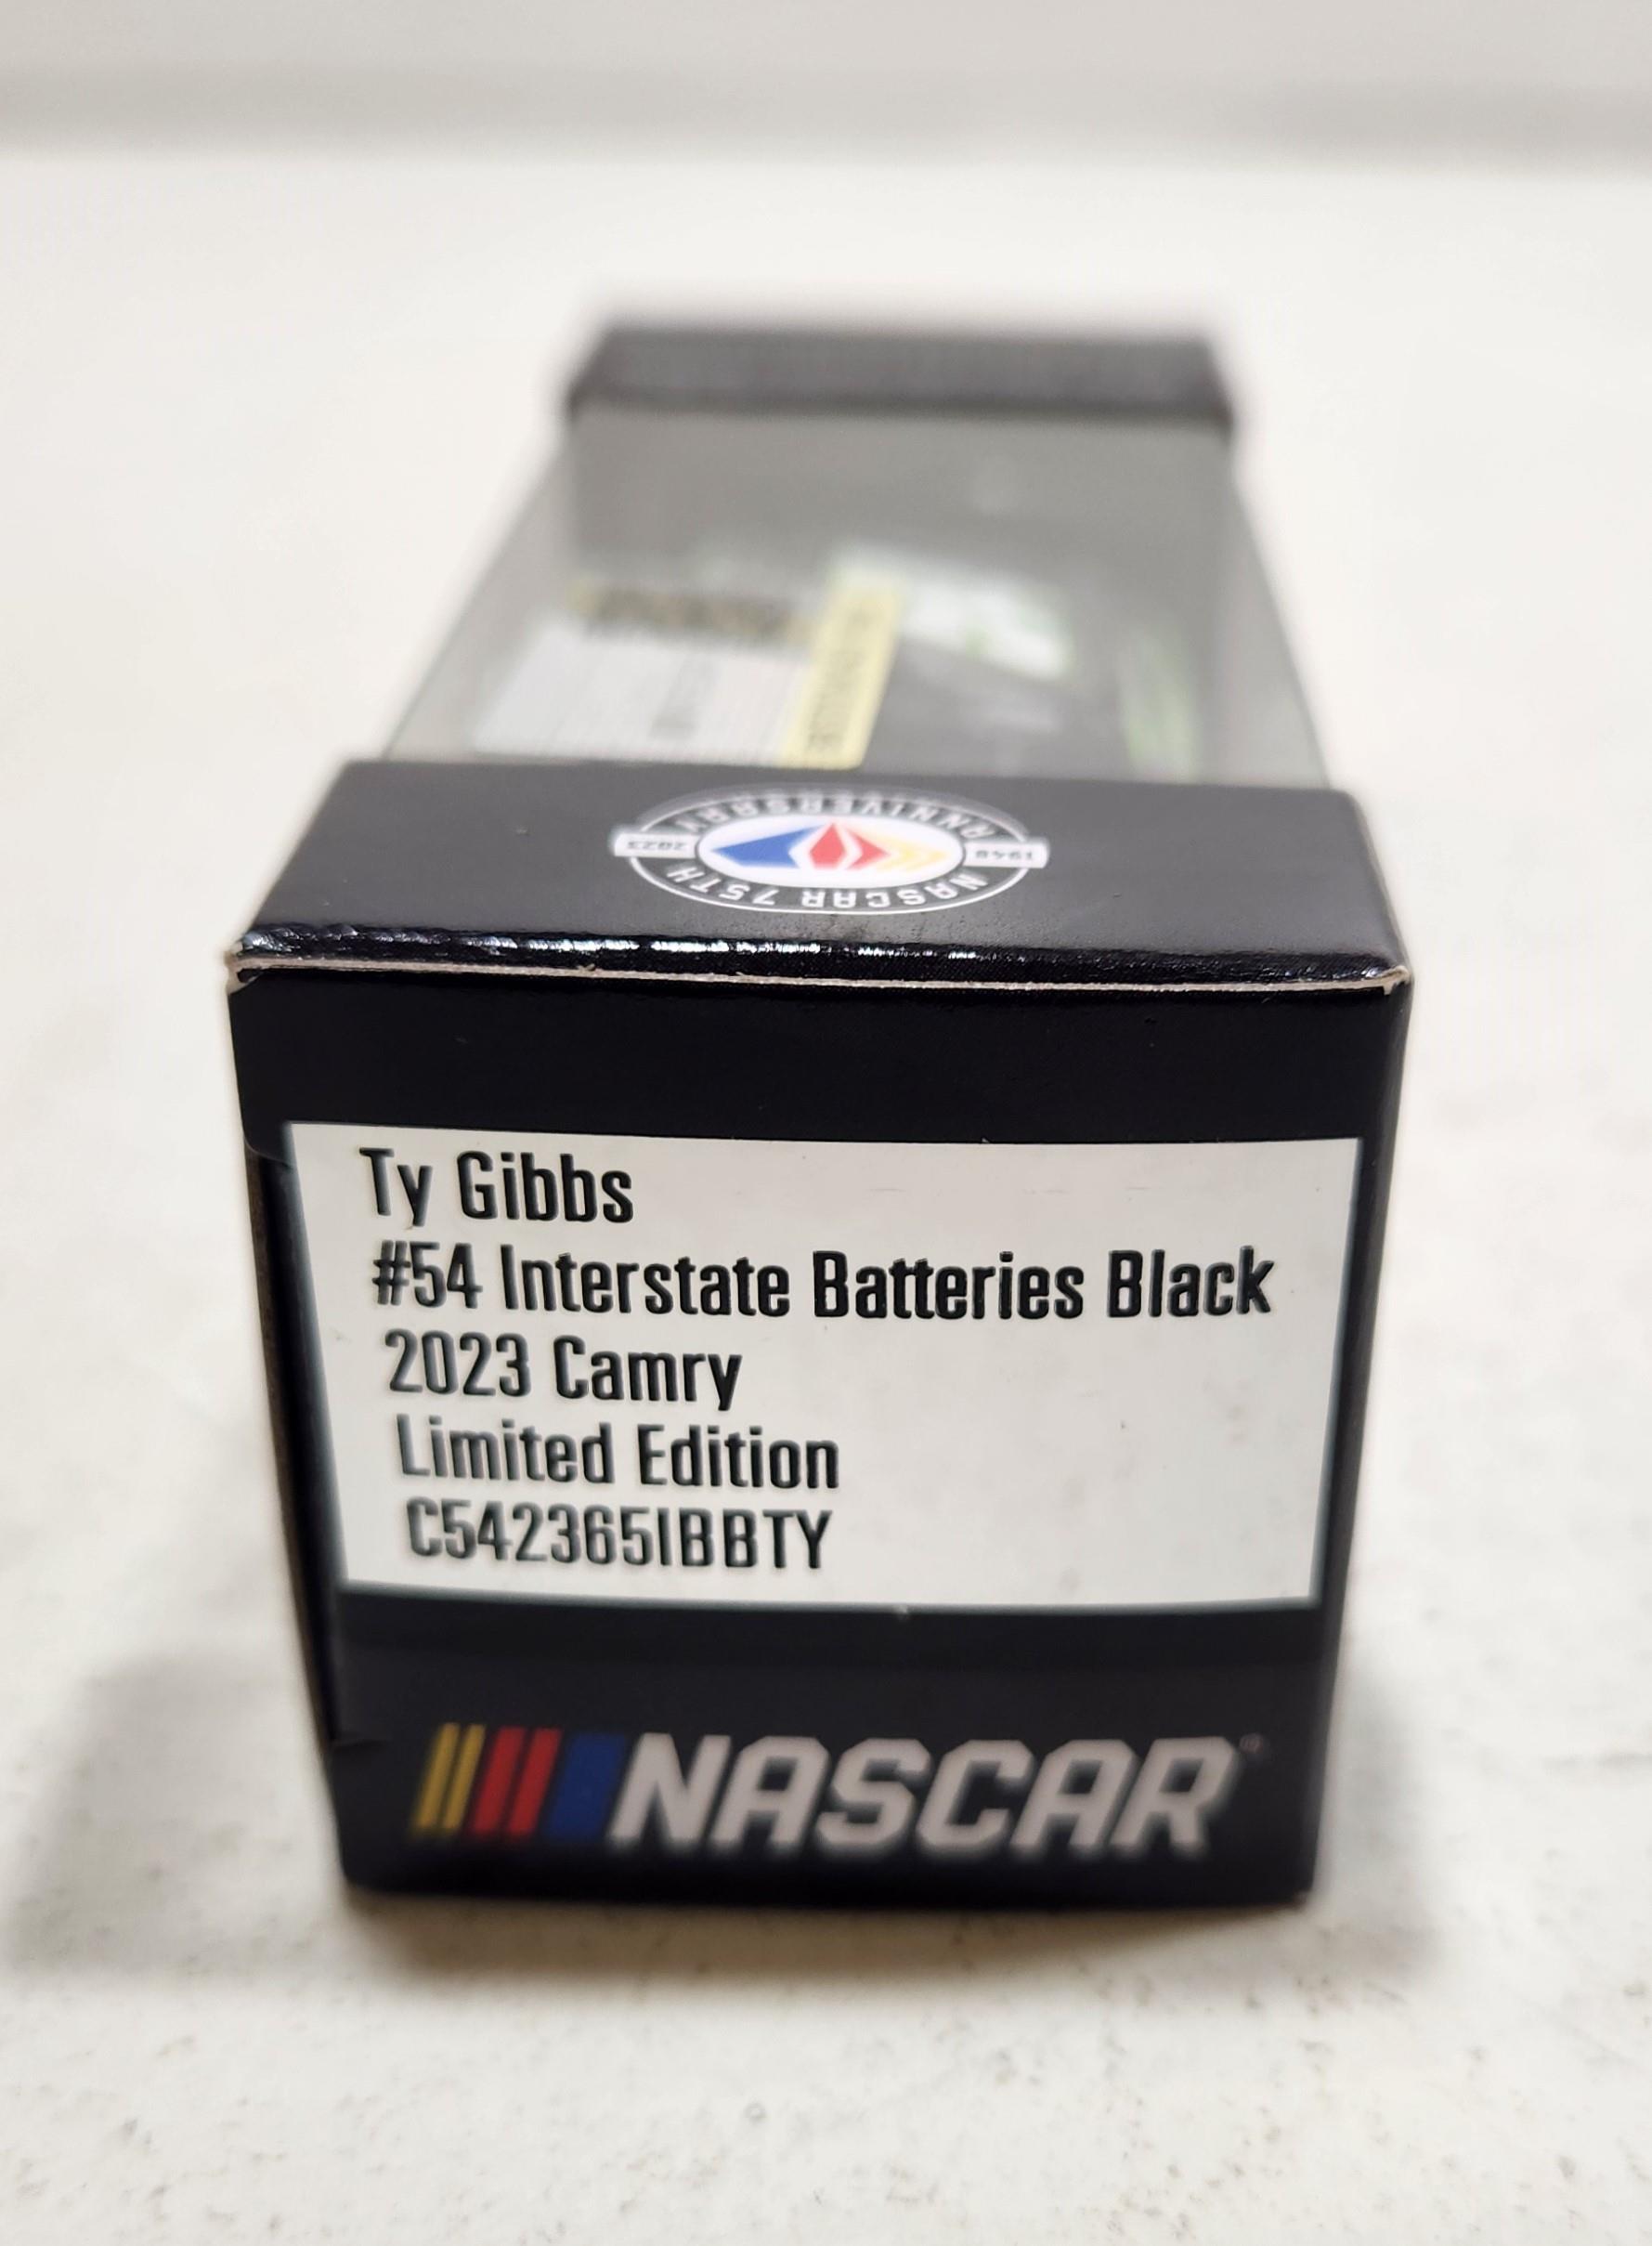 NASCAR 75TH
1948 2023
ANNIVERSARY
Ty Gibbs
#54 Interstate Batteries Black
2023 Camry
Limited Edition
C542365IBBTY
NASCAR